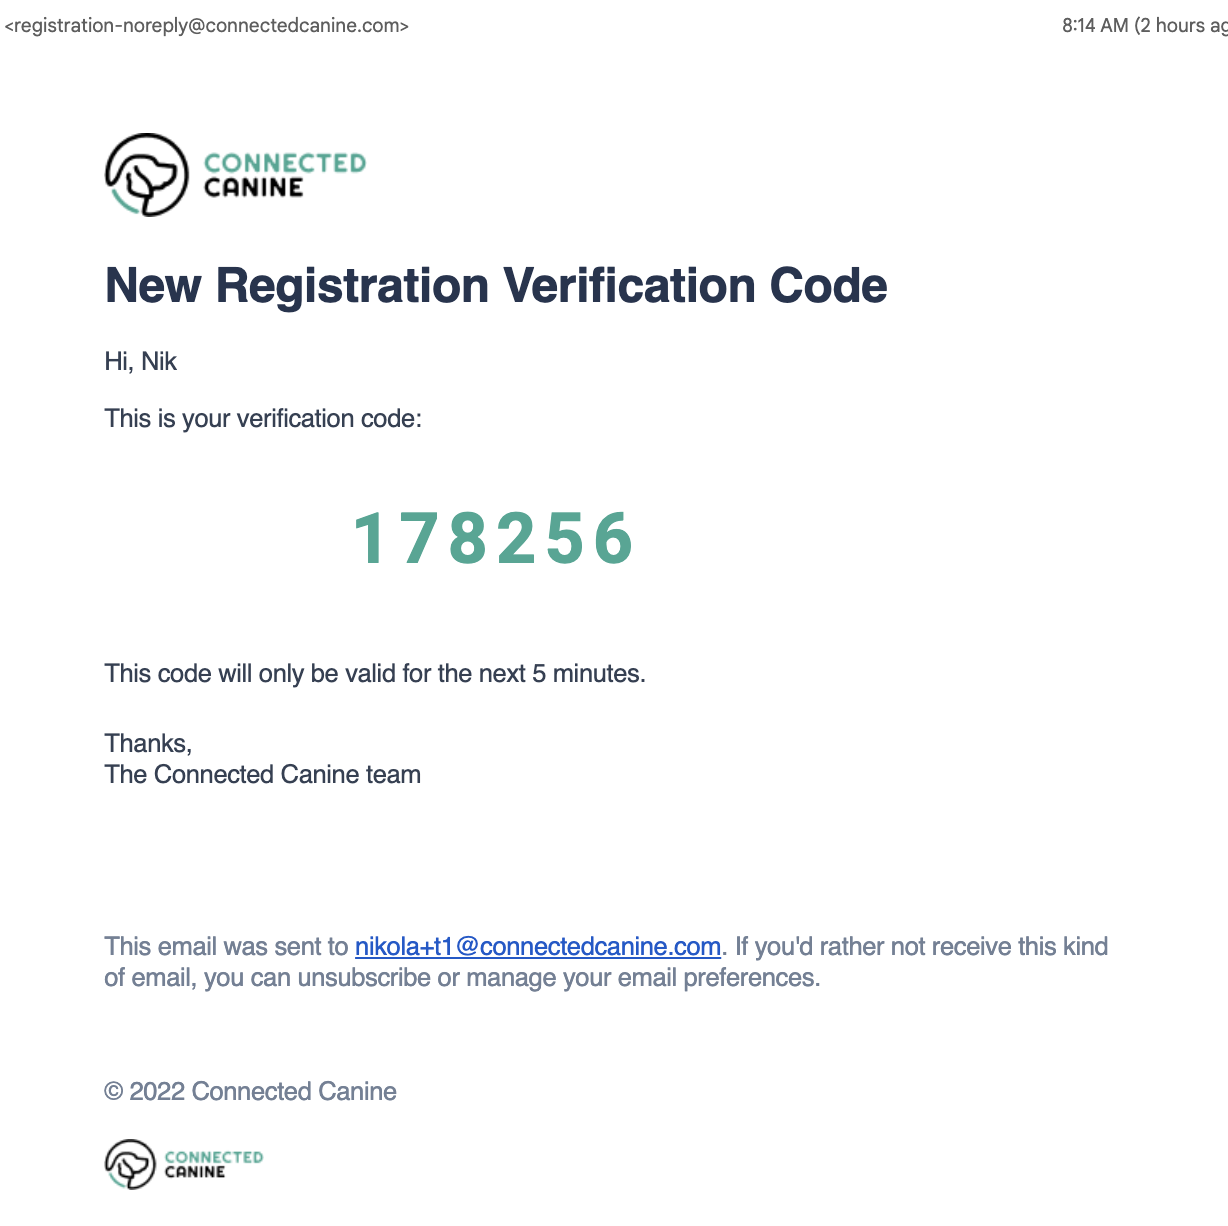 <registration-noreply@connectedcanine.com>
8:14 AM (2 hours
CONNECTED
CANINE
New Registration Verification Code
Hi, Nik
This is your verification code:
178256
This code will only be valid for the next 5 minutes.
Thanks,
The Connected Canine team
This email was sent to nikola+t1@connectedcanine.com. If you'd rather not receive this kind
of email, you can unsubscribe or manage your email preferences.
© 2022 Connected Canine
CONNECTED
CANINE